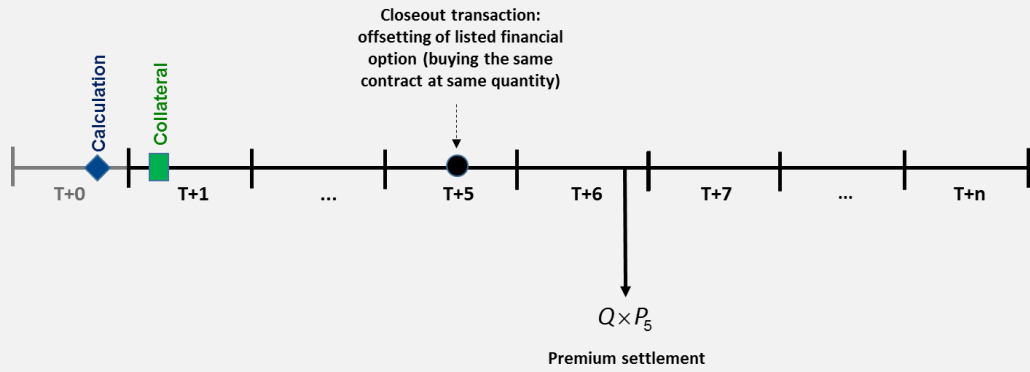 Closeout transaction:
offsetting of listed financial
option (buying the same
contract at same quantity)
Calculation
Collateral
T+0
T+1
...
T+5
T+6
T+7
...
T+n
Q×P₅
Premium settlement